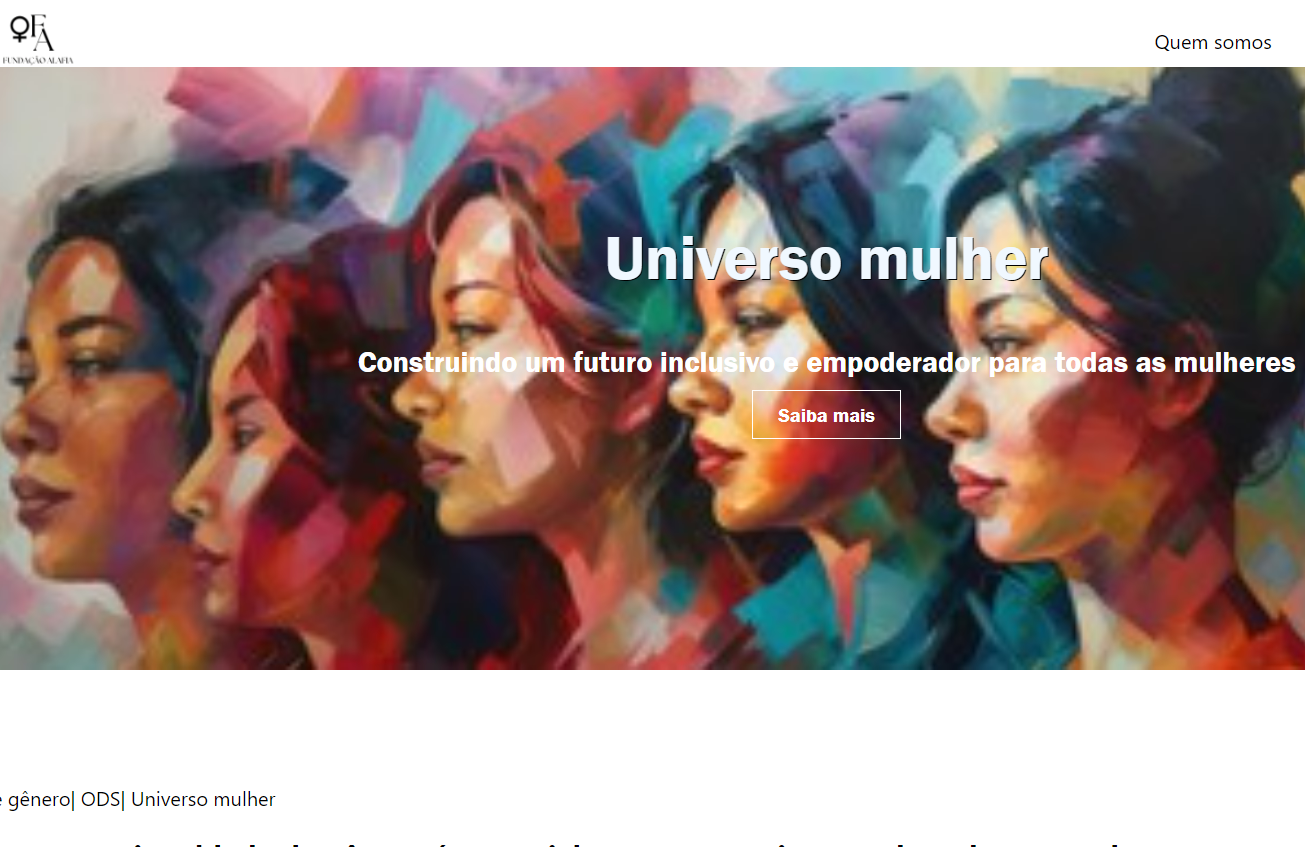 FA
FUNDAÇÃO ALAFIA
Quem somos
Universo mulher
Construindo um futuro inclusivo e empoderador para todas as mulheres
Saiba mais
gênero| ODS| Universo mulher